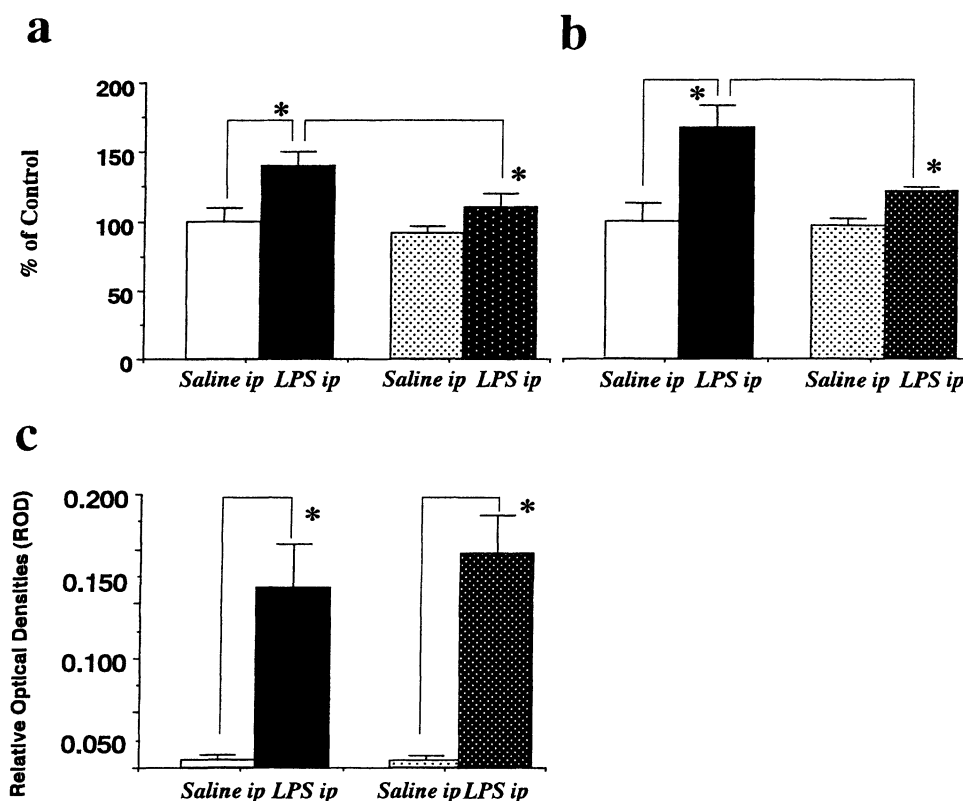 a
b
% of Control
200
150
100
50
0
*
*
*
*
Saline ip LPS ip
Saline ip LPS ip
Saline ip LPS ip
Saline ip LPS ip
c
Relative Optical Densities (ROD)
0.200
0.150
0.100
0.050
*
*
Saline ip LPS ip
Saline ip LPS ip